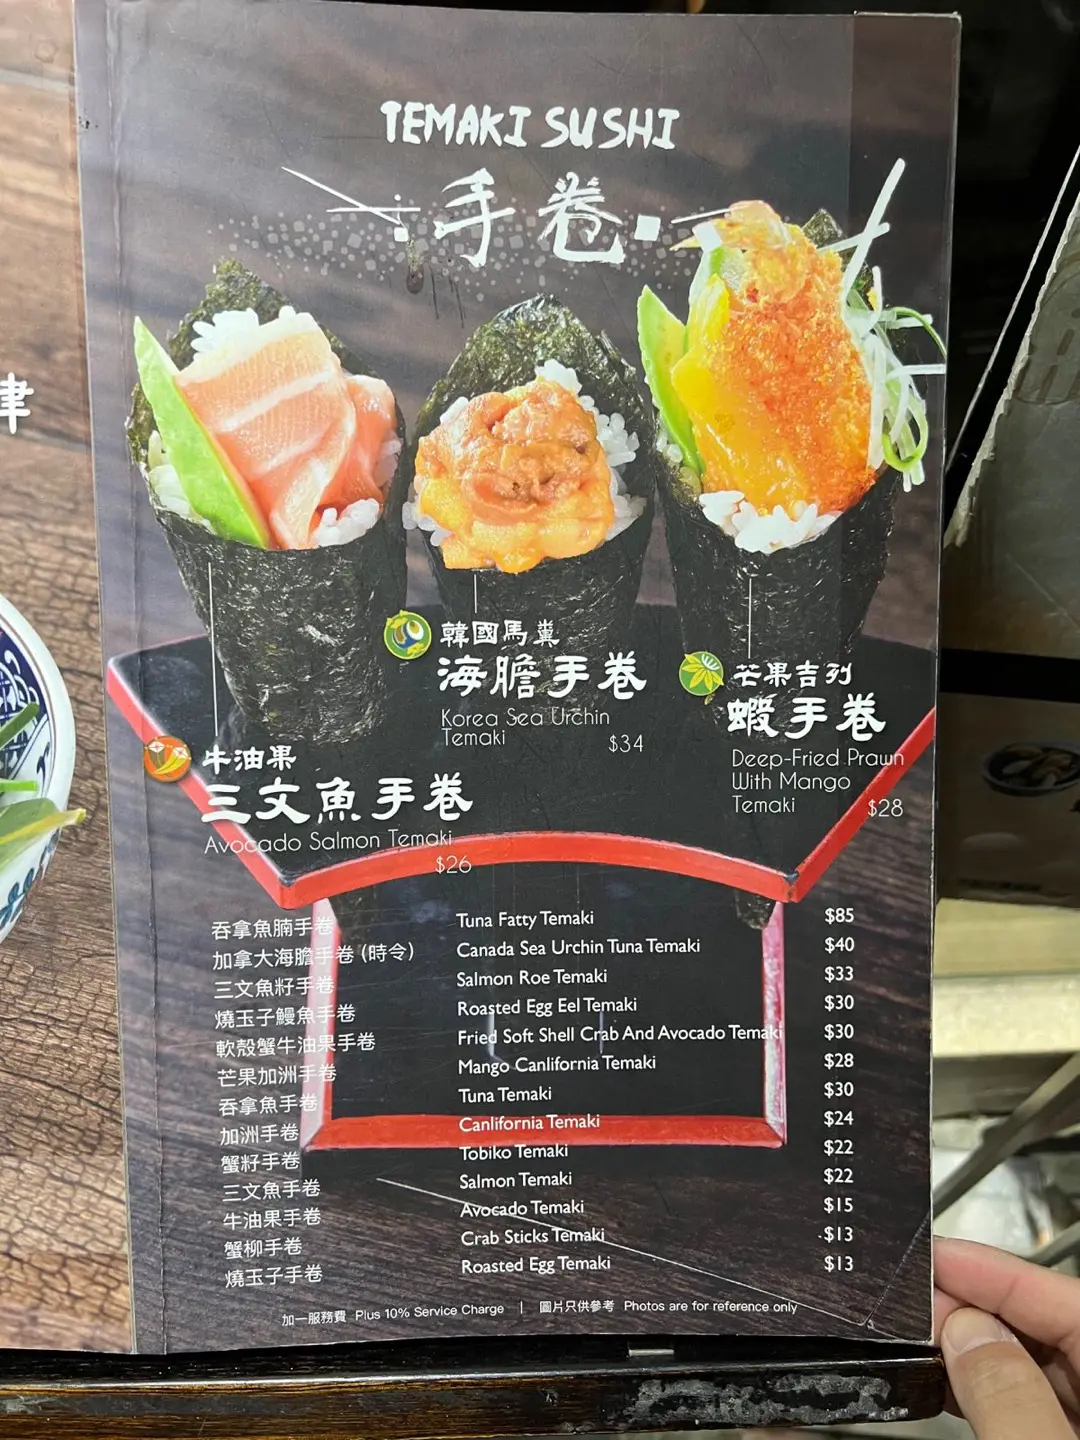 TEMAKI SUSHI
手卷
津
韓國馬糞
海膽手卷
Korea Sea Urchin
Temaki
$34
芒果吉列
蝦手卷
Deep-Fried Prawn
With Mango
Temaki
$28
牛油果
三文魚手卷
Avocado Salmon Temaki
$26
吞拿魚腩手卷 Tuna Fatty Temaki $85
加拿大海膽手卷 (時令) Canada Sea Urchin Tuna Temaki $40
三文魚籽手卷 Salmon Roe Temaki $33
燒玉子鰻魚手卷 Roasted Egg Eel Temaki $30
軟殼蟹牛油果手卷 Fried Soft Shell Crab And Avocado Temaki $30
芒果加洲手卷 Mango Canlifornia Temaki $28
吞拿魚手卷 Tuna Temaki $30
加洲手卷 Canlifornia Temaki $24
蟹籽手卷 Tobiko Temaki $22
三文魚手卷 Salmon Temaki $22
牛油果手卷 Avocado Temaki $15
蟹柳手卷 Crab Sticks Temaki $13
燒玉子手卷 Roasted Egg Temaki $13
加一服務費 Plus 10% Service Charge | 圖片只供參考 Photos are for reference only